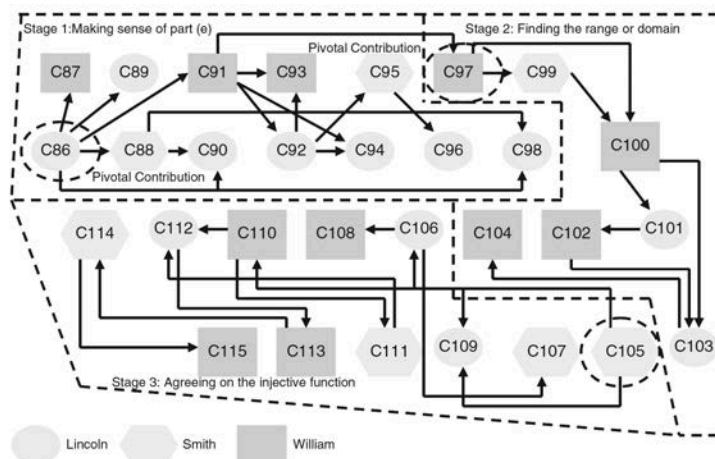 Stage 1:Making sense of part (e)
Stage 2: Finding the range or domain
Pivotal Contribution
C87
C89
C91
C93
C95
C97
C99
C86
C88
C90
C92
C94
C96
C98
C100
Pivotal Contribution
C114
C112
C110
C108
C106
C104
C102
C101
C115
C113
C111
C109
C107
C105
C103
Stage 3: Agreeing on the injective function
Lincoln
Smith
William